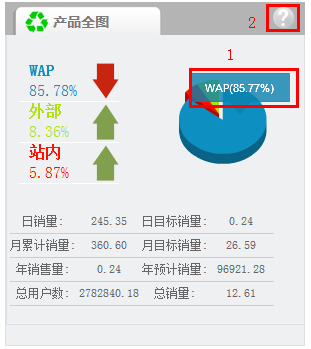 产品全图 2 ?
1
WAP
85.78%
WAP(85.77%)
外部
8.36%
站内
5.87%
日销量: 245.35 日目标销量: 0.24
月累计销量: 360.60 月目标销量: 26.59
年销售量: 0.24 年预计销量: 96921.28
总用户数: 2782840.18 总销量: 12.61